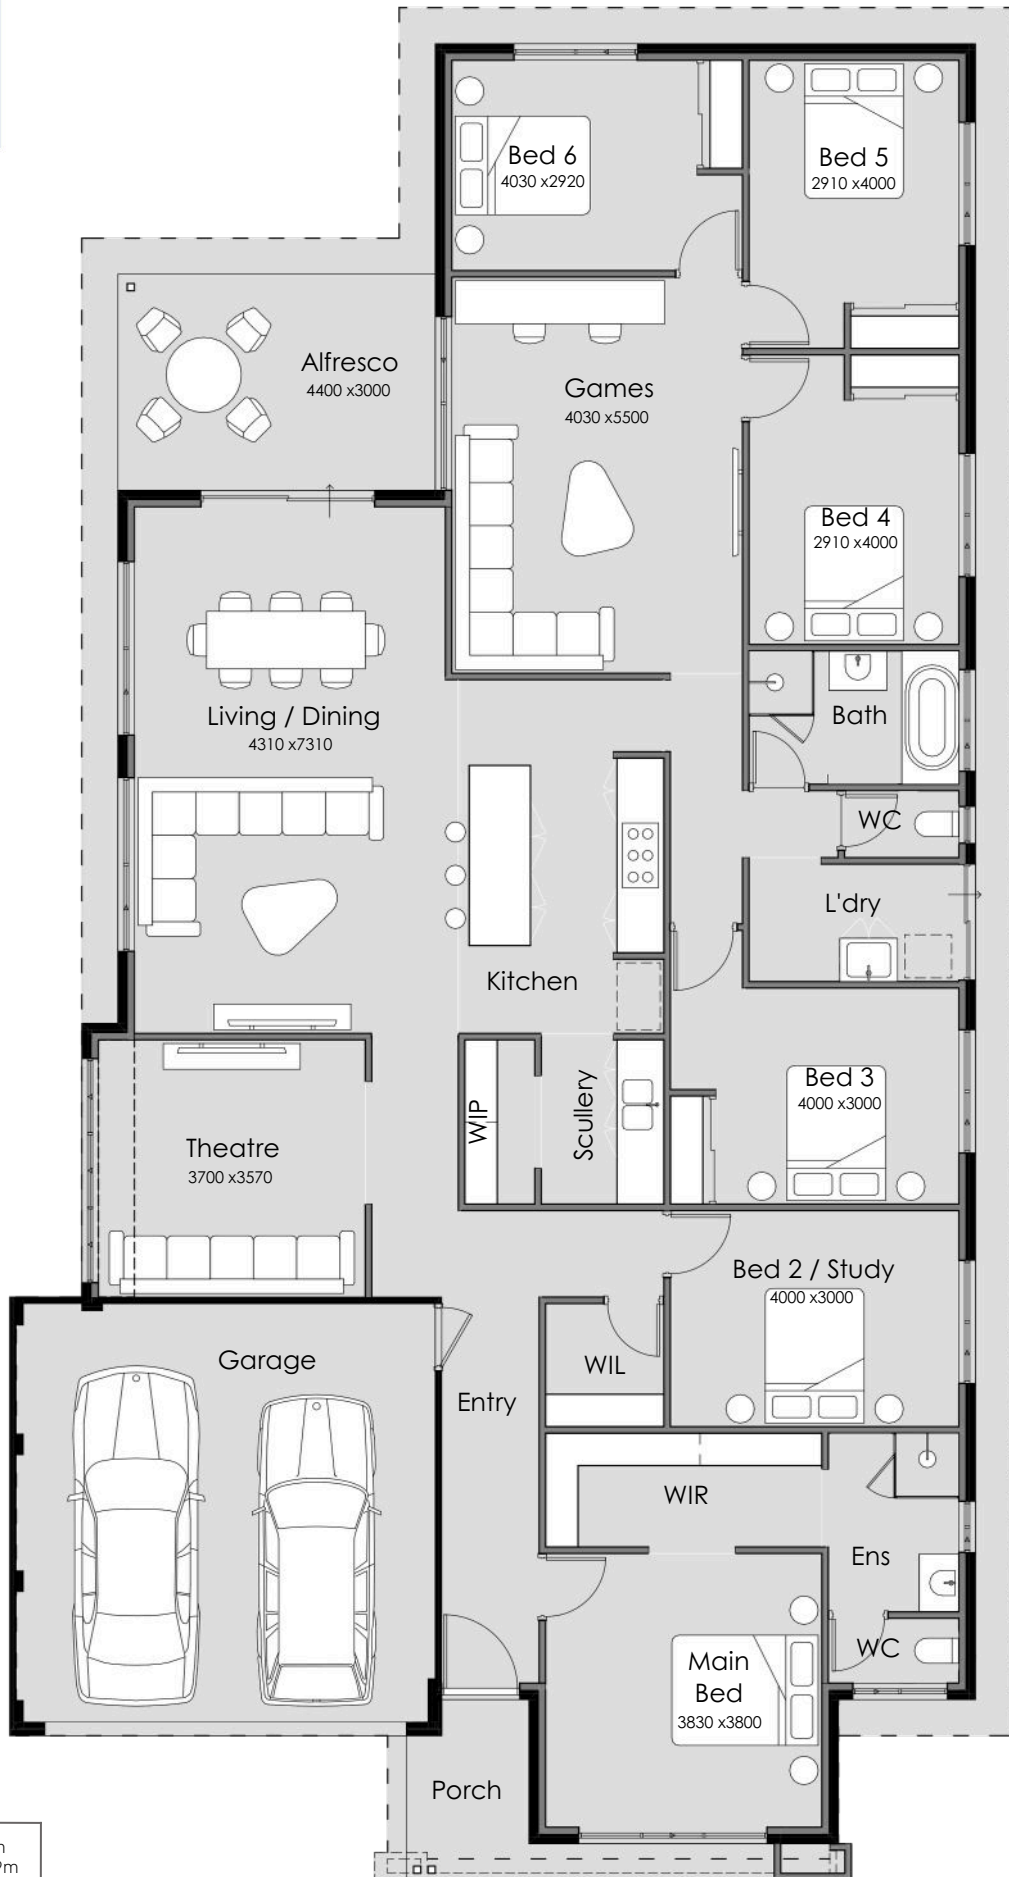 Bed 6
4030 x2920
Bed 5
2910 x4000
Alfresco
4400 x3000
Games
4030 x5500
Bed 4
2910 x4000
Living / Dining
4310 x7310
Bath
WC
L'dry
Kitchen
Bed 3
4000 x3000
WIP
Scullery
Theatre
3700 x3570
Bed 2 / Study
4000 x3000
Garage
WIL
Entry
WIR
Ens
WC
Main
Bed
3830 x3800
Porch